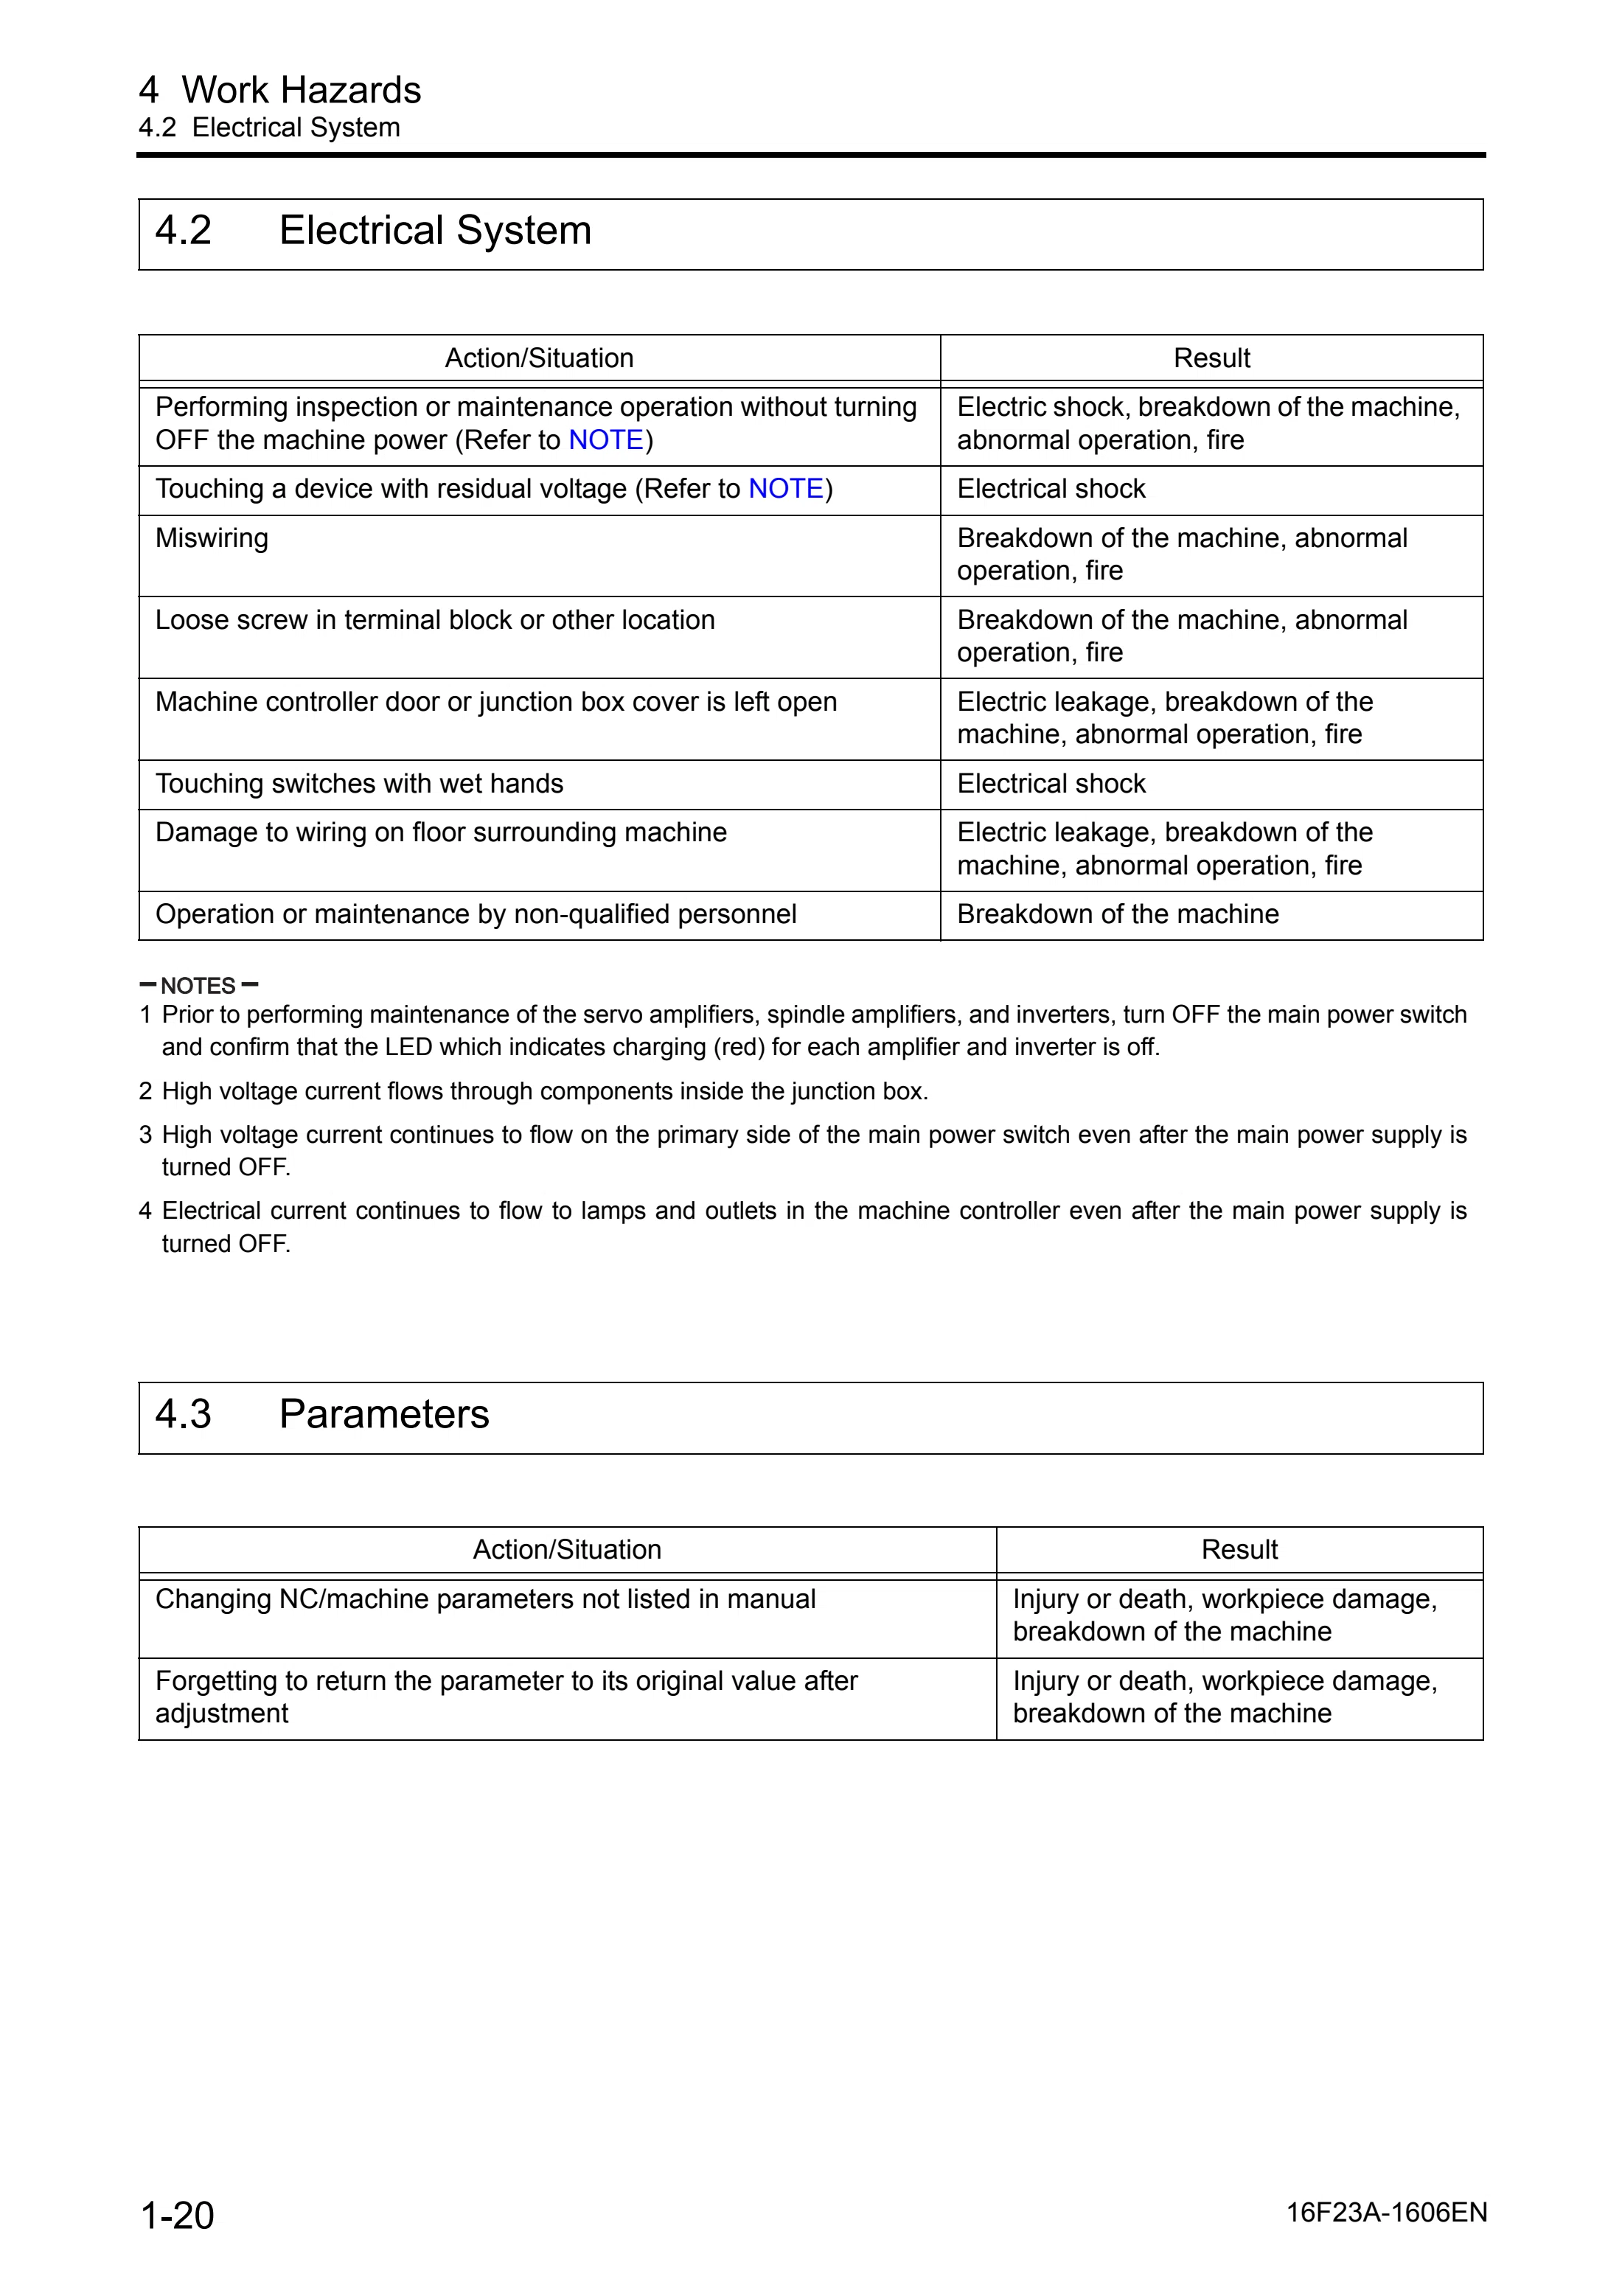 4 Work Hazards
4.2 Electrical System
4.2 Electrical System
Action/Situation Result
Performing inspection or maintenance operation without turning
OFF the machine power (Refer to NOTE)
Electric shock, breakdown of the machine,
abnormal operation, fire
Touching a device with residual voltage (Refer to NOTE) Electrical shock
Miswiring
Breakdown of the machine, abnormal
operation, fire
Loose screw in terminal block or other location
Breakdown of the machine, abnormal
operation, fire
Machine controller door or junction box cover is left open
Electric leakage, breakdown of the
machine, abnormal operation, fire
Touching switches with wet hands Electrical shock
Damage to wiring on floor surrounding machine
Electric leakage, breakdown of the
machine, abnormal operation, fire
Operation or maintenance by non-qualified personnel Breakdown of the machine
NOTES
1 Prior to performing maintenance of the servo amplifiers, spindle amplifiers, and inverters, turn OFF the main power switch
and confirm that the LED which indicates charging (red) for each amplifier and inverter is off.
2 High voltage current flows through components inside the junction box.
3 High voltage current continues to flow on the primary side of the main power switch even after the main power supply is
turned OFF.
4 Electrical current continues to flow to lamps and outlets in the machine controller even after the main power supply is
turned OFF.
4.3 Parameters
Action/Situation Result
Changing NC/machine parameters not listed in manual
Injury or death, workpiece damage,
breakdown of the machine
Forgetting to return the parameter to its original value after
adjustment
Injury or death, workpiece damage,
breakdown of the machine
1-20
16F23A-1606EN